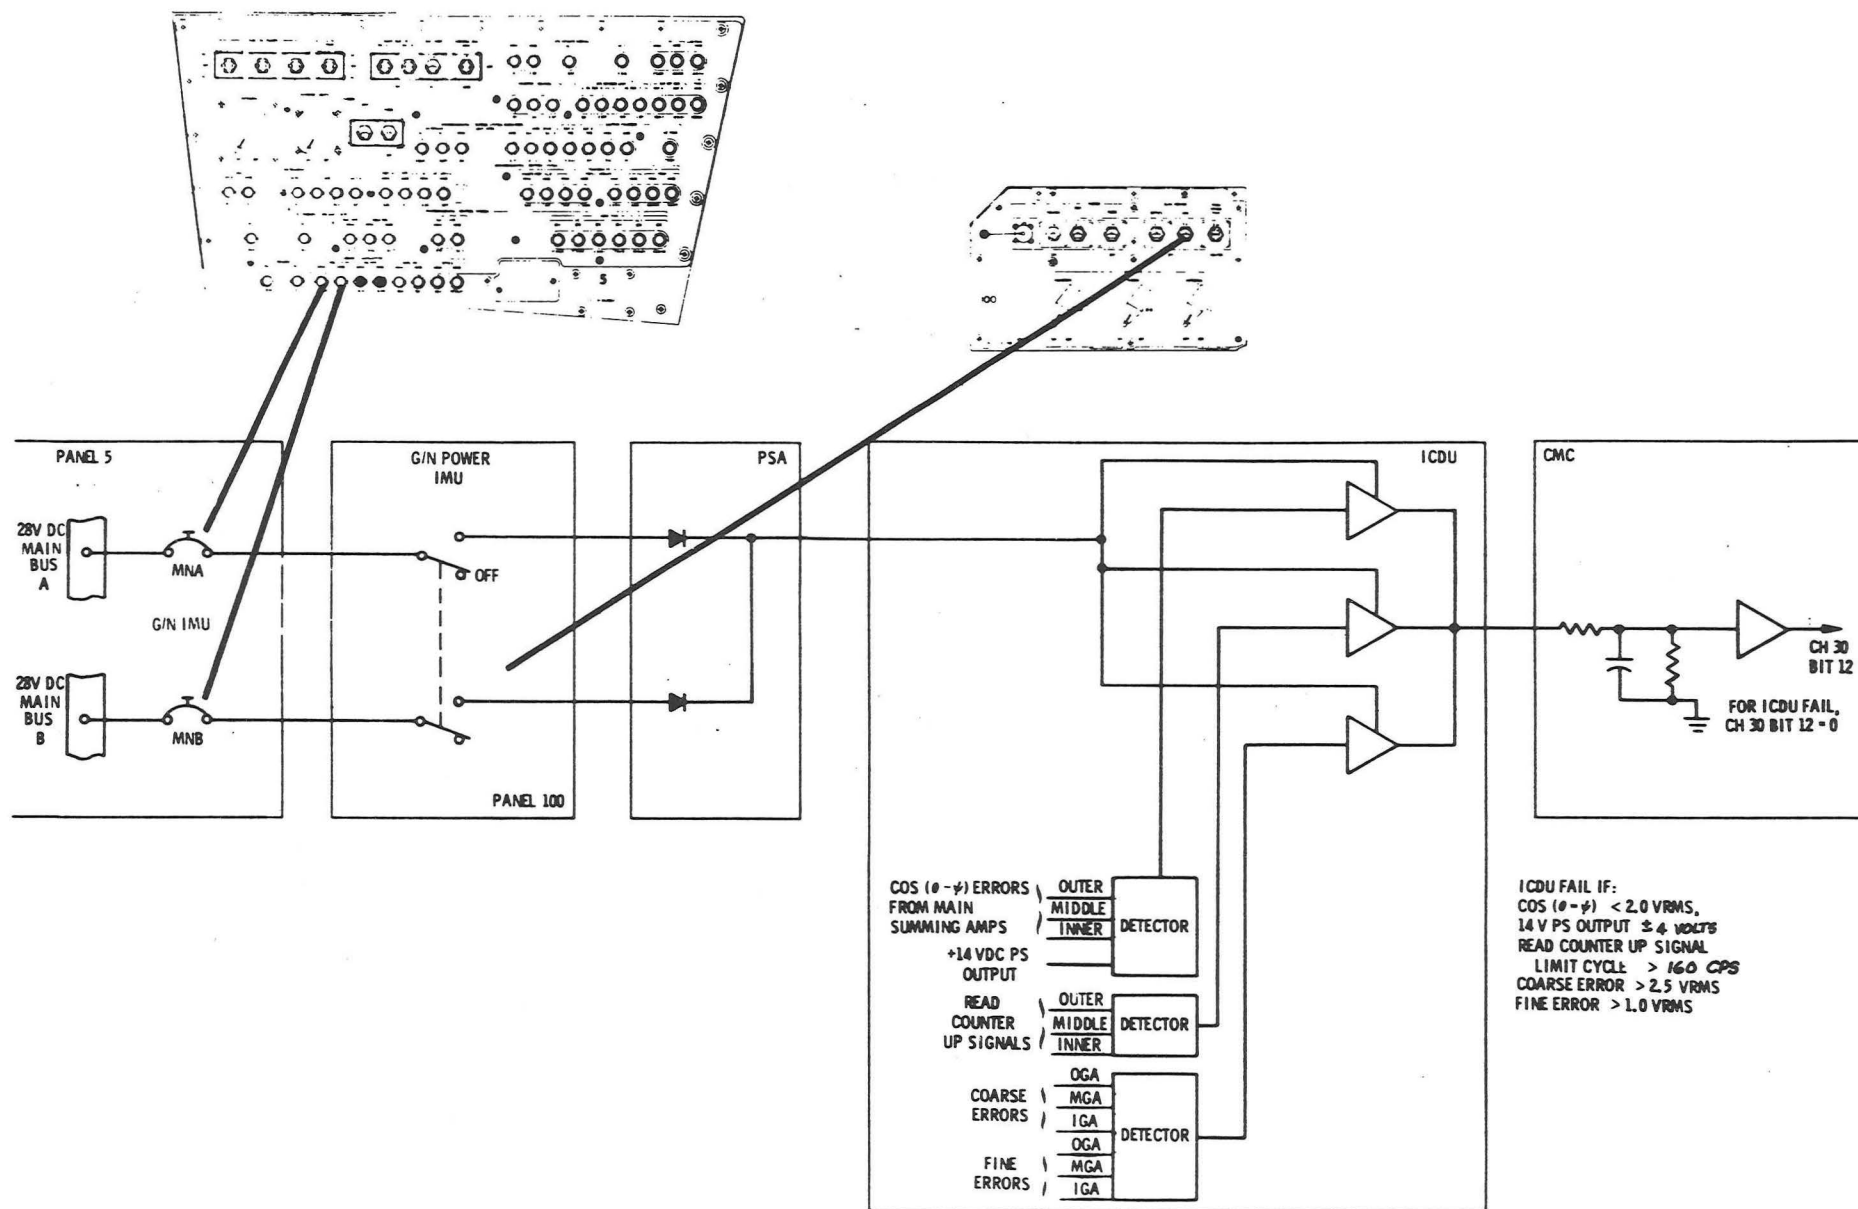 5
PANEL 5
28V DC
MAIN
BUS
A
MNA
G/N IMU
28V DC
MAIN
BUS
B
MNB
G/N POWER
IMU
OFF
PANEL 100
PSA
ICDU
CMC
CH 30
BIT 12
FOR ICDU FAIL,
CH 30 BIT 12 = 0
COS (θ - ψ) ERRORS
FROM MAIN
SUMMING AMPS
OUTER
MIDDLE
INNER
+14 VDC PS
OUTPUT
DETECTOR
READ
COUNTER
UP SIGNALS
OUTER
MIDDLE
INNER
DETECTOR
COARSE
ERRORS
OGA
MGA
IGA
FINE
ERRORS
OGA
MGA
IGA
DETECTOR
ICDU FAIL IF:
COS (θ - ψ) < 2.0 VRMS,
14 V PS OUTPUT ± 4 VOLTS
READ COUNTER UP SIGNAL
LIMIT CYCLE > 160 CPS
COARSE ERROR > 2.5 VRMS
FINE ERROR > 1.0 VRMS